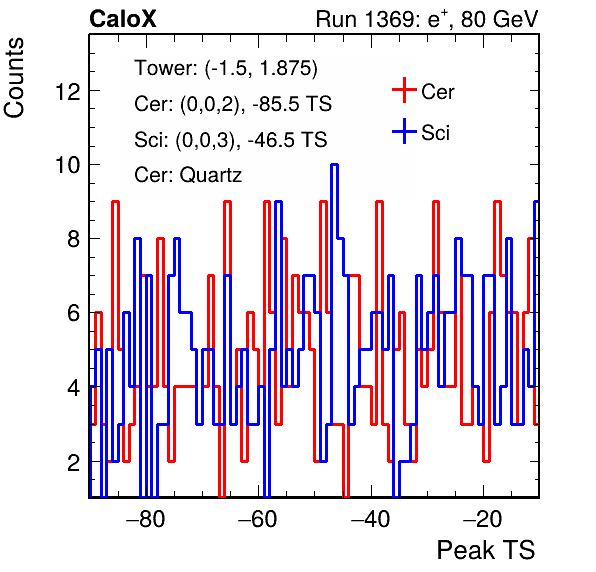 CaloX Run 1369: e+, 80 GeV
Counts
Tower: (-1.5, 1.875)
Cer: (0,0,2), -85.5 TS
Sci: (0,0,3), -46.5 TS
Cer: Quartz
Cer
Sci
12
10
8
6
4
2
−80 −60 −40 −20
Peak TS